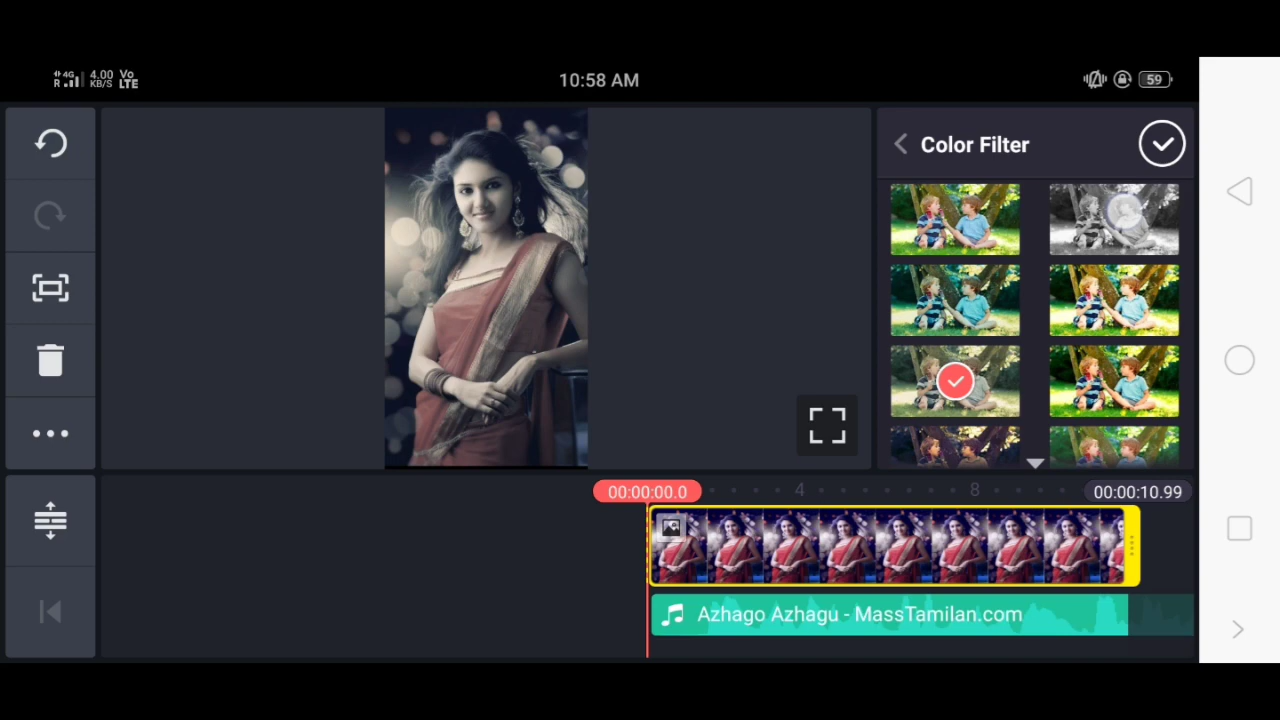 4G
R
4.00
KB/S
Vo
LTE
10:58 AM
59
Color Filter
00:00:00.0
4
8
00:00:10.99
Azhago Azhagu - MassTamilan.com